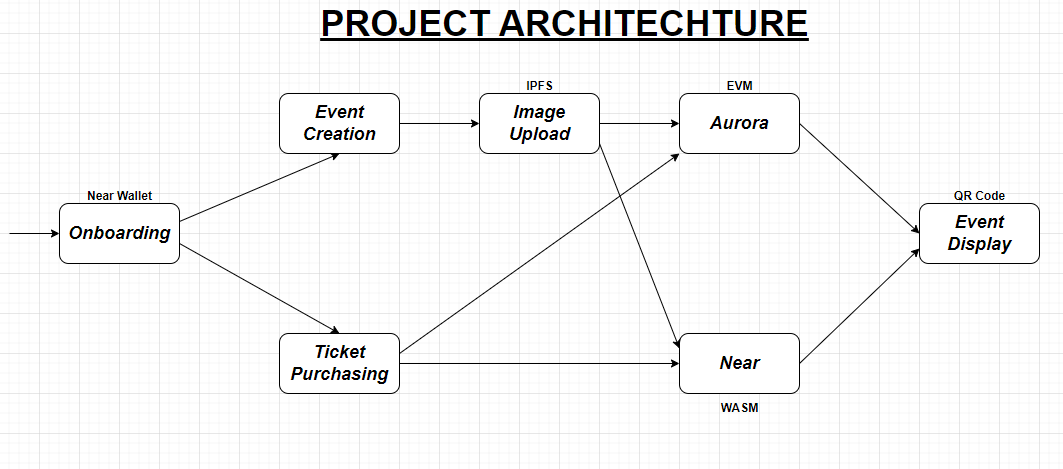 PROJECT ARCHITECHTURE
IPFS
EVM
Event
Creation
Image
Upload
Aurora
Near Wallet
Onboarding
QR Code
Event
Display
Ticket
Purchasing
Near
WASM